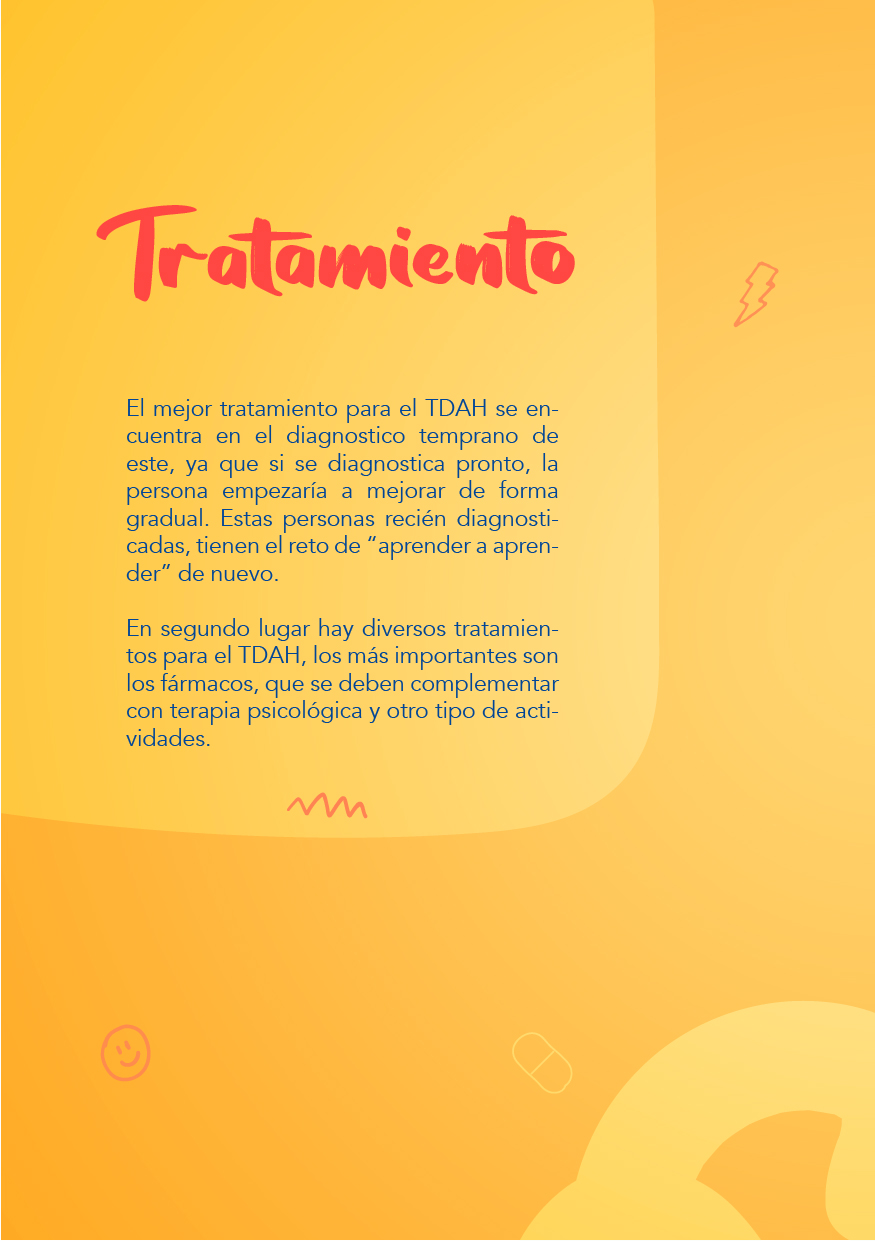 Tratamiento
El mejor tratamiento para el TDAH se en-
cuentra en el diagnostico temprano de
este, ya que si se diagnostica pronto, la
persona empezaría a mejorar de forma
gradual. Estas personas recién diagnosti-
cadas, tienen el reto de “aprender a apren-
der” de nuevo.
En segundo lugar hay diversos tratamien-
tos para el TDAH, los más importantes son
los fármacos, que se deben complementar
con terapia psicológica y otro tipo de acti-
vidades.